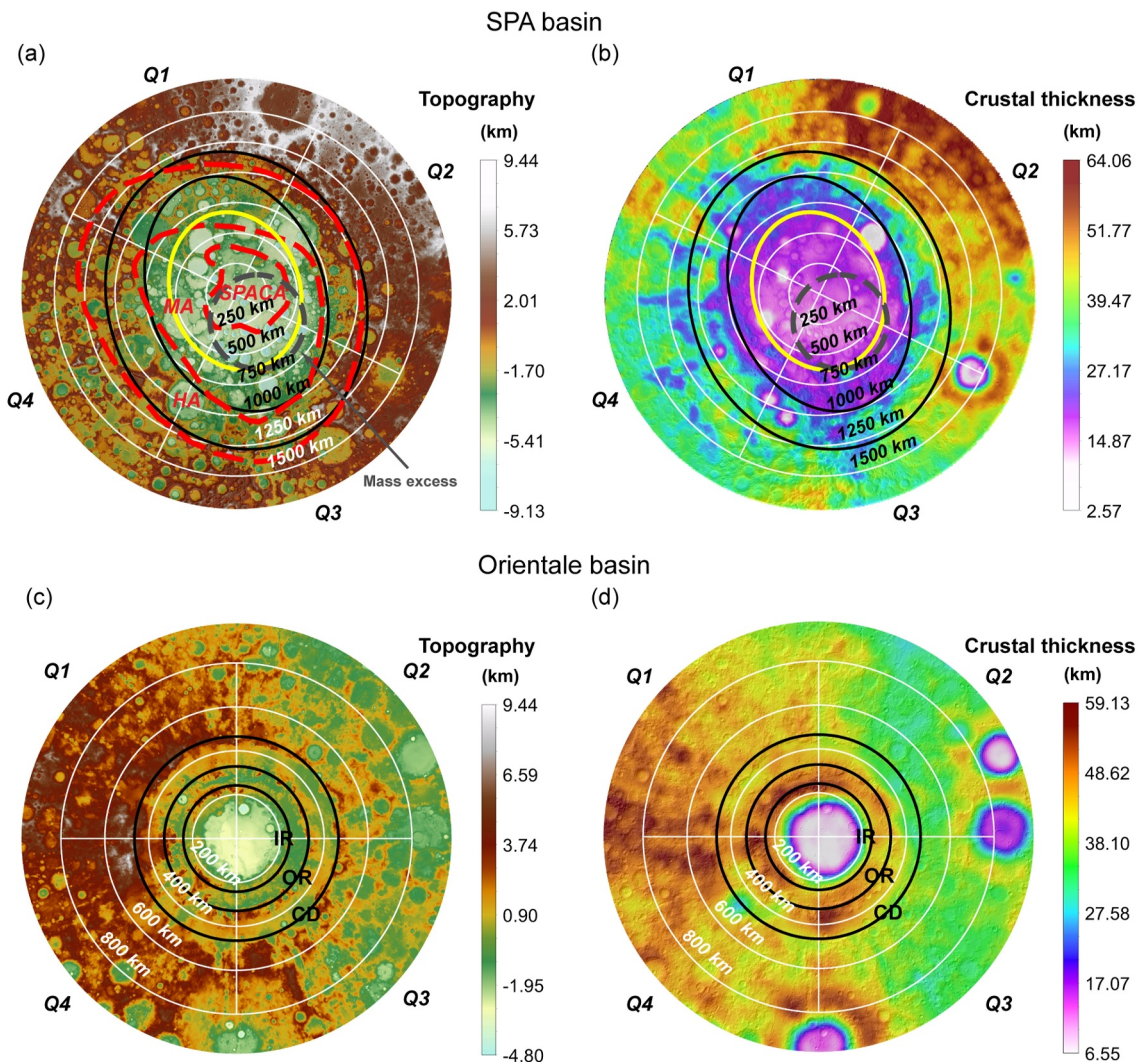 SPA basin
(a)
Q1
Topography
(km)
9.44
5.73
2.01
-1.70
-5.41
-9.13
Q2
Q3
Q4
MA
SPACA
HA
250 km
500 km
750 km
1000 km
1250 km
1500 km
Mass excess
(b)
Q1
Crustal thickness
(km)
64.06
51.77
39.47
27.17
14.87
2.57
Q2
Q3
Q4
250 km
500 km
750 km
1000 km
1250 km
1500 km
Orientale basin
(c)
Topography
(km)
9.44
6.59
3.74
0.90
-1.95
-4.80
Q1
Q2
Q3
Q4
IR
OR
CD
200 km
400 km
600 km
800 km
(d)
Crustal thickness
(km)
59.13
48.62
38.10
27.58
17.07
6.55
Q1
Q2
Q3
Q4
IR
OR
CD
200 km
400 km
600 km
800 km